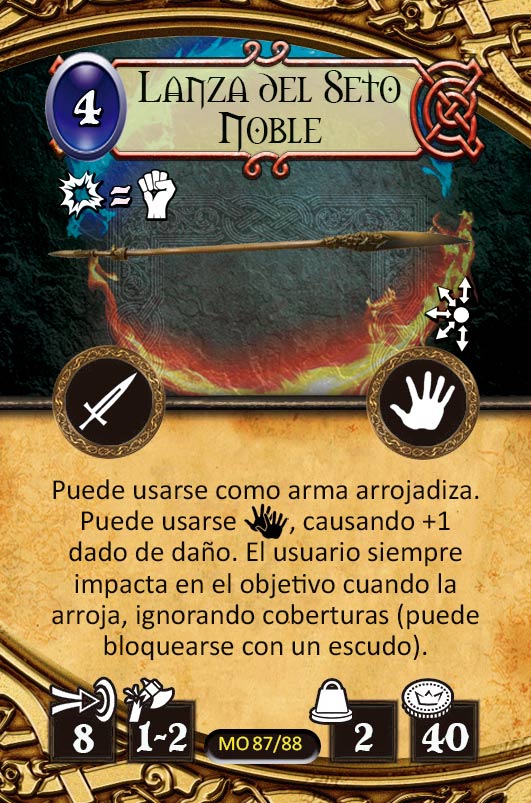 4
LANZA DEL SETO
NOBLE
=
Puede usarse como arma arrojadiza.
Puede usarse , causando +1
dado de daño. El usuario siempre
impacta en el objetivo cuando la
arroja, ignorando coberturas (puede
bloquearse con un escudo).
8 1-2 MO 87/88 2 40